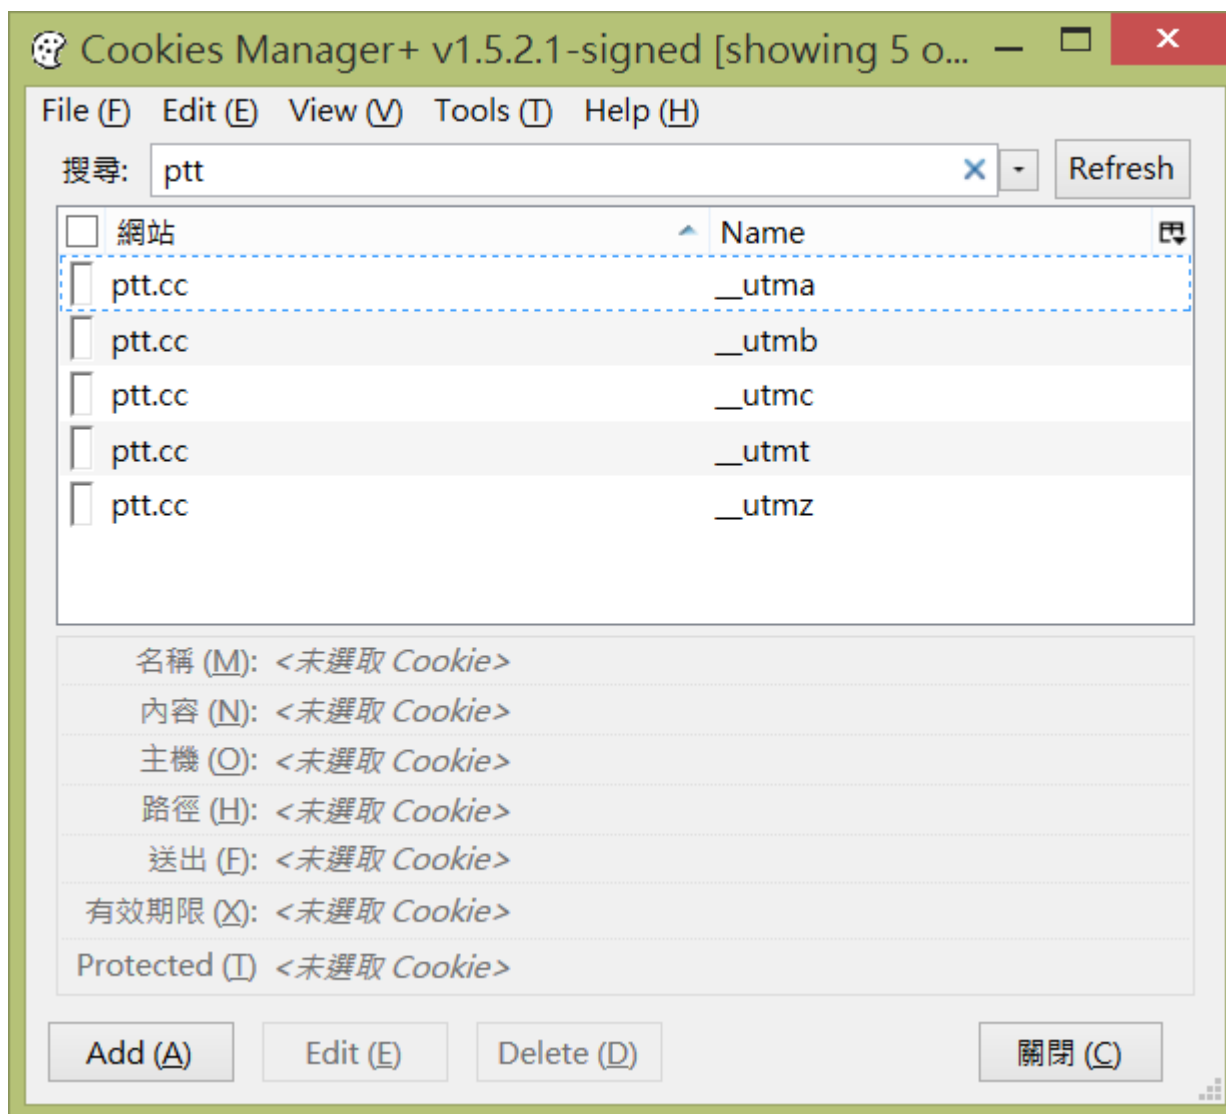 Cookies Manager+ v1.5.2.1-signed [showing 5 o...
File (F) Edit (E) View (V) Tools (T) Help (H)
搜尋: ptt Refresh
網站 Name
ptt.cc __utma
ptt.cc __utmb
ptt.cc __utmc
ptt.cc __utmt
ptt.cc __utmz
名稱 (M): <未選取 Cookie>
內容 (N): <未選取 Cookie>
主機 (O): <未選取 Cookie>
路徑 (H): <未選取 Cookie>
送出 (F): <未選取 Cookie>
有效期限 (X): <未選取 Cookie>
Protected (T) <未選取 Cookie>
Add (A) Edit (E) Delete (D) 關閉 (C)